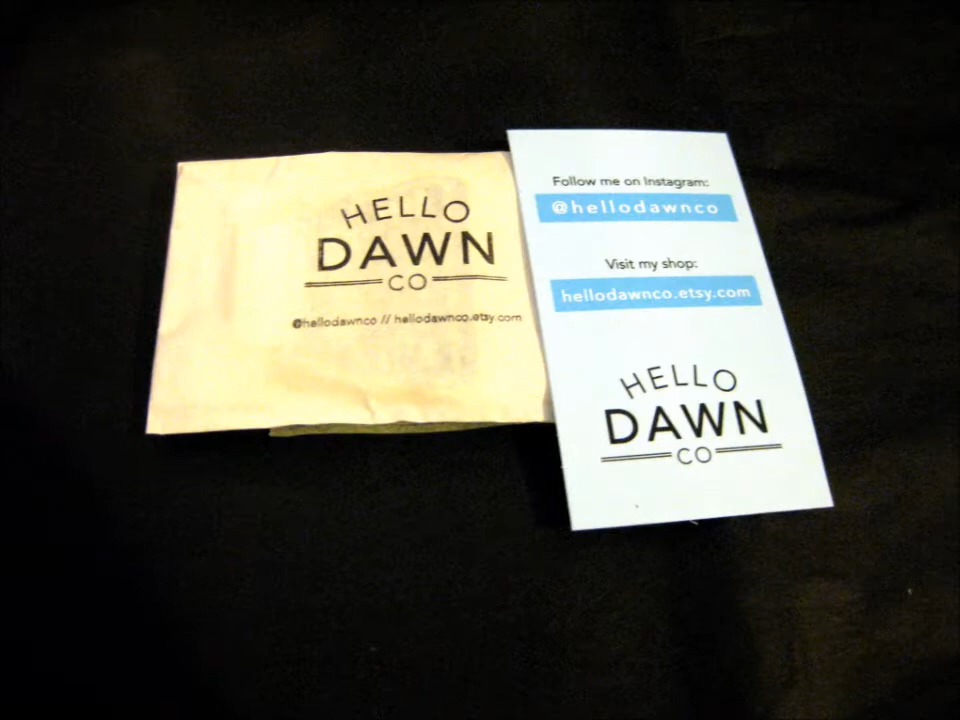 HELLO
DAWN
CO
@hellodawnco // hellodawnco.etsy.com
Follow me on Instagram:
@hellodawnco
Visit my shop:
hellodawnco.etsy.com
HELLO
DAWN
CO